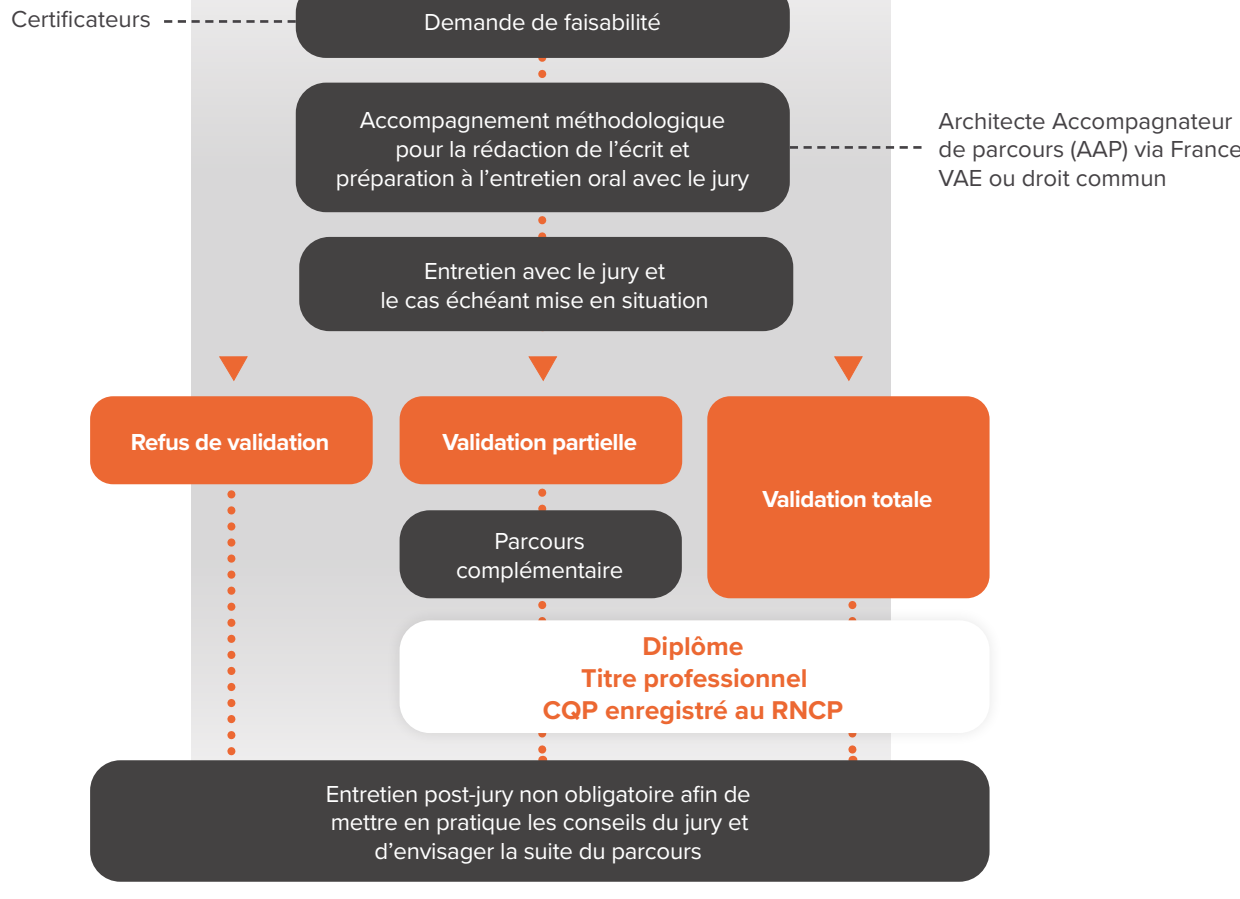 Certificateurs
Demande de faisabilité
Accompagnement méthodologique
pour la rédaction de l’écrit et
préparation à l’entretien oral avec le jury
Architecte Accompagnateur
de parcours (AAP) via France
VAE ou droit commun
Entretien avec le jury et
le cas échéant mise en situation
Refus de validation
Validation partielle
Validation totale
Parcours
complémentaire
Diplôme
Titre professionnel
CQP enregistré au RNCP
Entretien post-jury non obligatoire afin de
mettre en pratique les conseils du jury et
d’envisager la suite du parcours